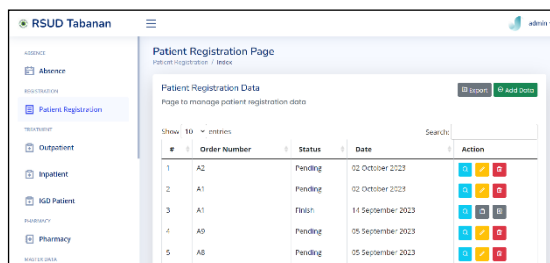 RSUD Tabanan
admin
ABSENCE
Absence
REGISTRATION
Patient Registration
TREATMENT
Outpatient
Inpatient
IGD Patient
PHARMACY
Pharmacy
MASTER DATA
Patient Registration Page
Patient Registration / Index
Patient Registration Data
Page to manage patient registration data
Export
Add Data
Show 10 entries
Search:
# Order Number Status Date Action
1 A2 Pending 02 October 2023
2 A1 Pending 02 October 2023
3 A1 Finish 14 September 2023
4 A9 Pending 05 September 2023
5 A8 Pending 05 September 2023